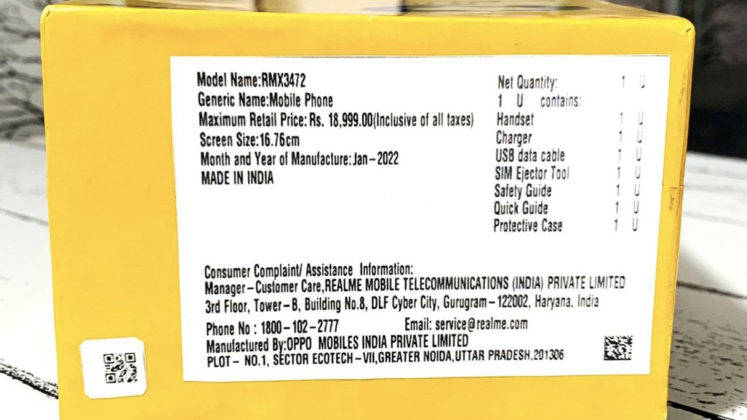 Model Name:RMX3472
Generic Name:Mobile Phone
Maximum Retail Price: Rs. 18,999.00(Inclusive of all taxes)
Screen Size:16.76cm
Month and Year of Manufacture:Jan-2022
MADE IN INDIA
Net Quantity: 1 U
1 U contains:
Handset 1 U
Charger 1 U
USB data cable 1 U
SIM Ejector Tool 1 U
Safety Guide 1 U
Quick Guide 1 U
Protective Case 1 U
Consumer Complaint/ Assistance Information:
Manager-Customer Care,REALME MOBILE TELECOMMUNICATIONS (INDIA) PRIVATE LIMITED
3rd Floor, Tower-B, Building No.8, DLF Cyber City, Gurugram-122002, Haryana, India
Phone No : 1800-102-2777 Email: service@realme.com
Manufactured By:OPPO MOBILES INDIA PRIVATE LIMITED
PLOT - NO.1, SECTOR ECOTECH-VII,GREATER NOIDA,UTTAR PRADESH,201306